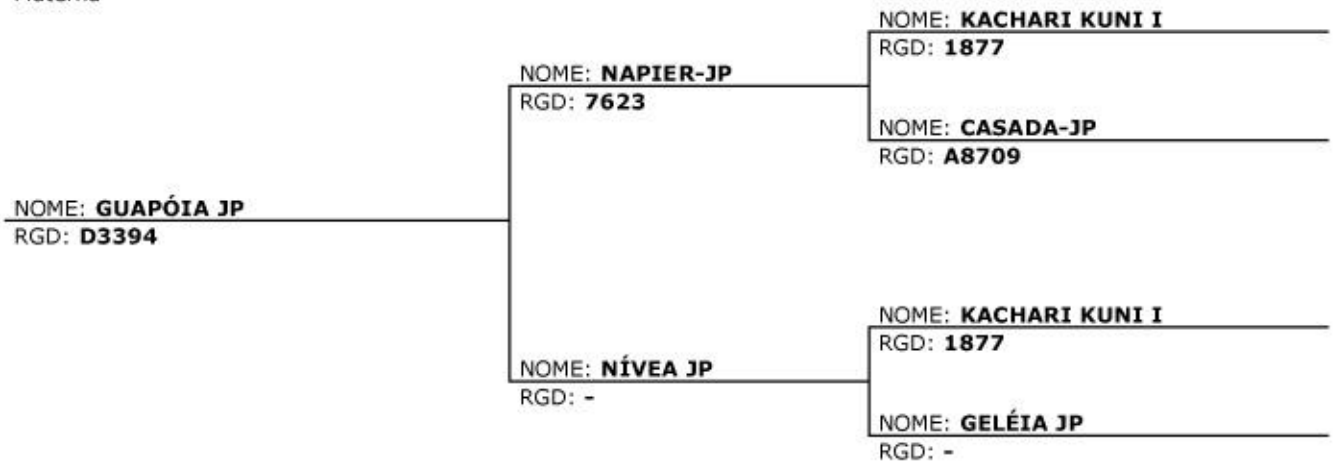 NOME: KACHARI KUNI I
RGD: 1877
NOME: NAPIER-JP
RGD: 7623
NOME: CASADA-JP
RGD: A8709
NOME: GUAPÓIA JP
RGD: D3394
NOME: KACHARI KUNI I
RGD: 1877
NOME: NÍVEA JP
RGD: -
NOME: GELÉIA JP
RGD: -